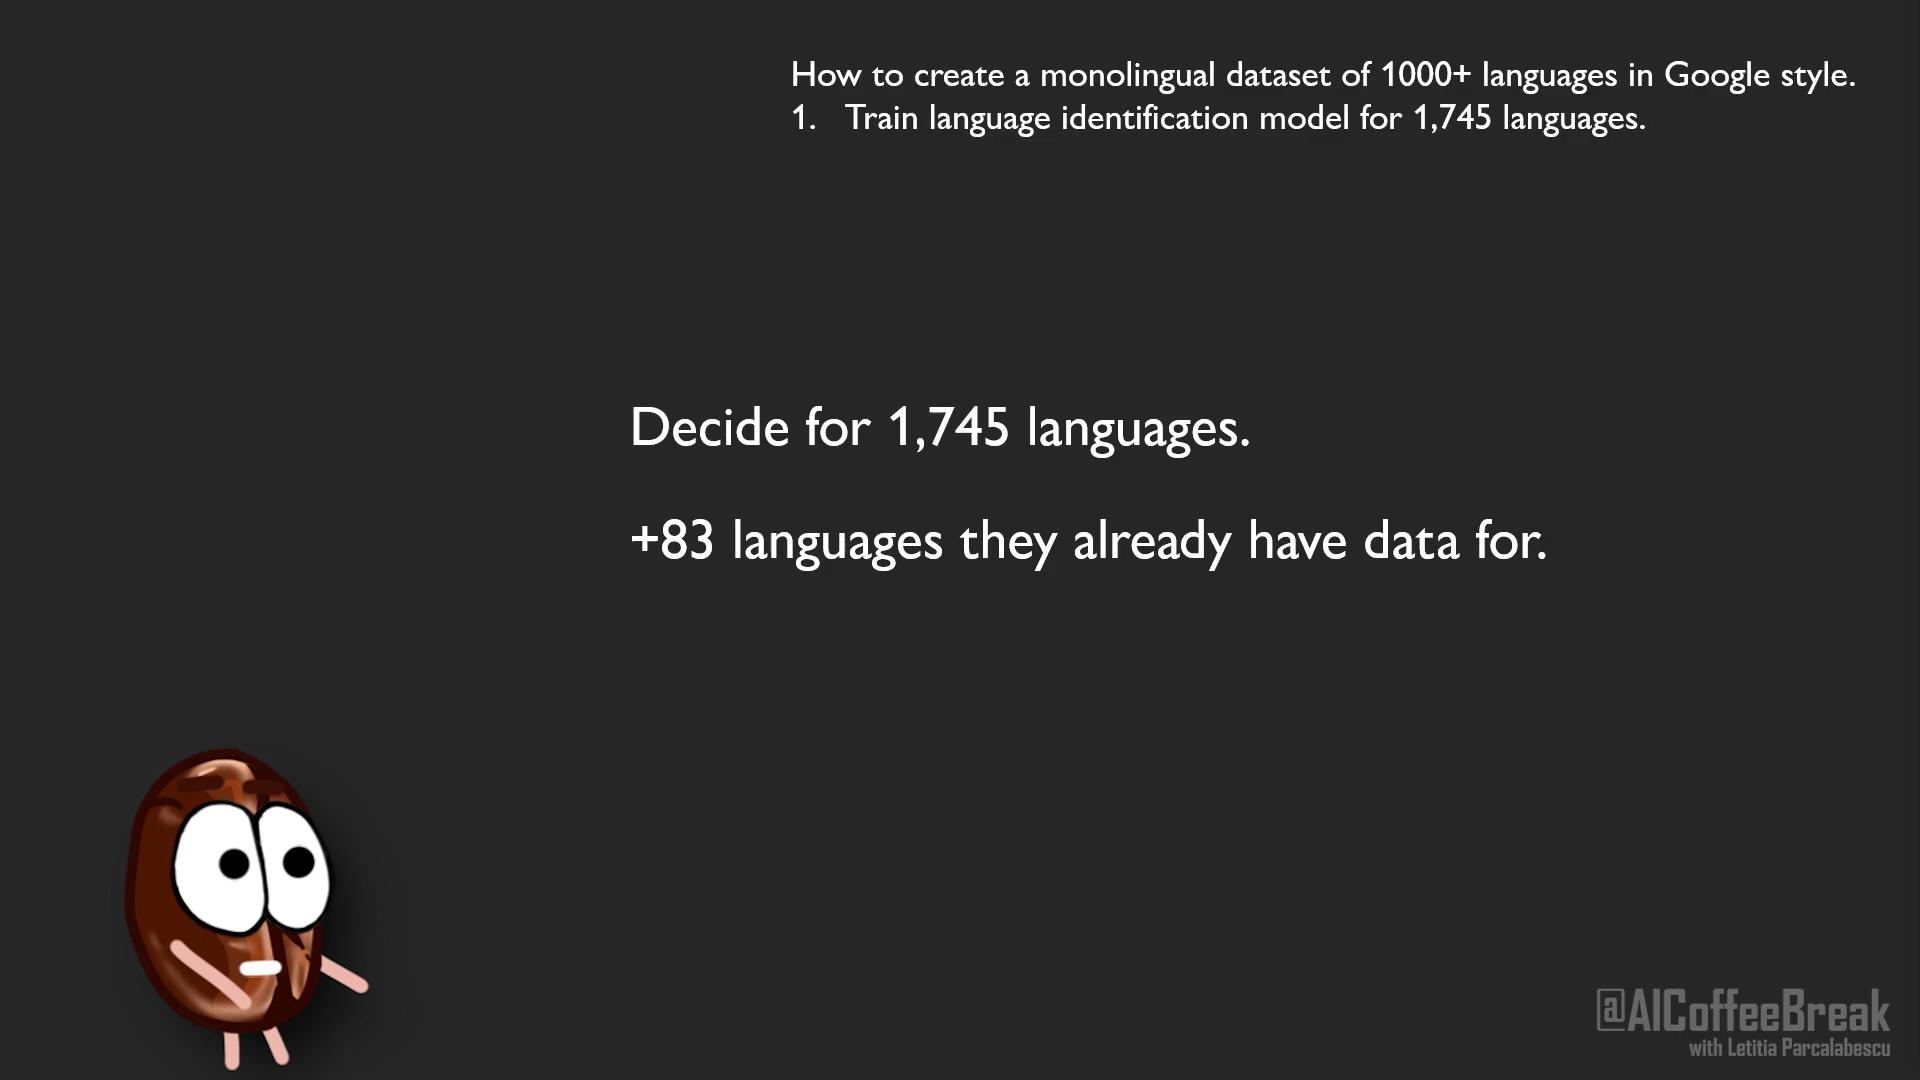 How to create a monolingual dataset of 1000+ languages in Google style.
1. Train language identification model for 1,745 languages.
Decide for 1,745 languages.
+83 languages they already have data for.
@AICoffeeBreak
with Letitia Parcalabescu